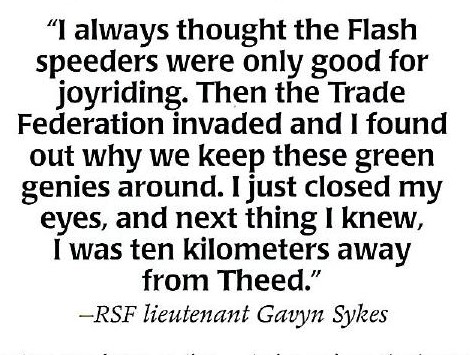 “I always thought the Flash
speeders were only good for
joyriding. Then the Trade
Federation invaded and I found
out why we keep these green
genies around. I just closed my
eyes, and next thing I knew,
I was ten kilometers away
from Theed.”
–RSF lieutenant Gavyn Sykes